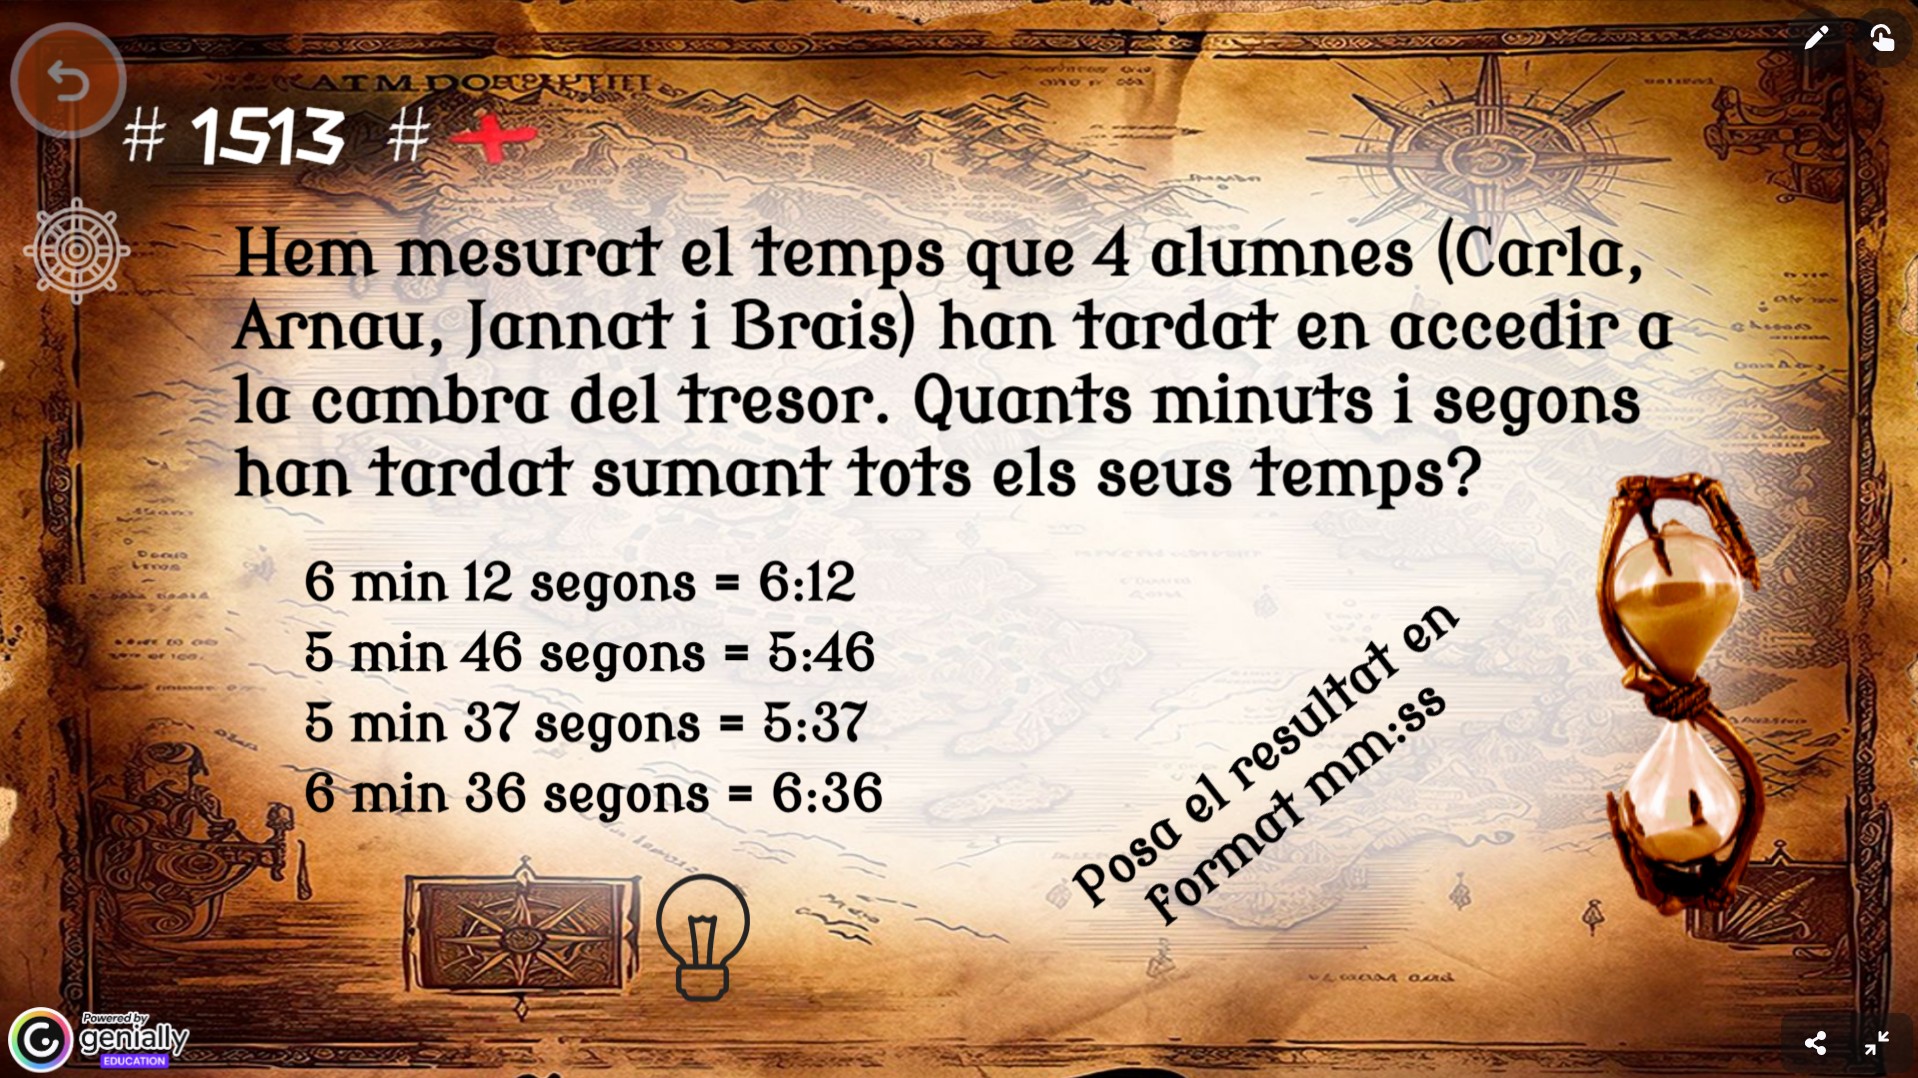 # 1513 #
Hem mesurat el temps que 4 alumnes (Carla,
Arnau, Jannat i Brais) han tardat en accedir a
la cambra del tresor. Quants minuts i segons
han tardat sumant tots els seus temps?
6 min 12 segons = 6:12
5 min 46 segons = 5:46
5 min 37 segons = 5:37
6 min 36 segons = 6:36
Posa el resultat en
Format mm:ss
Powered by
genially
EDUCATION